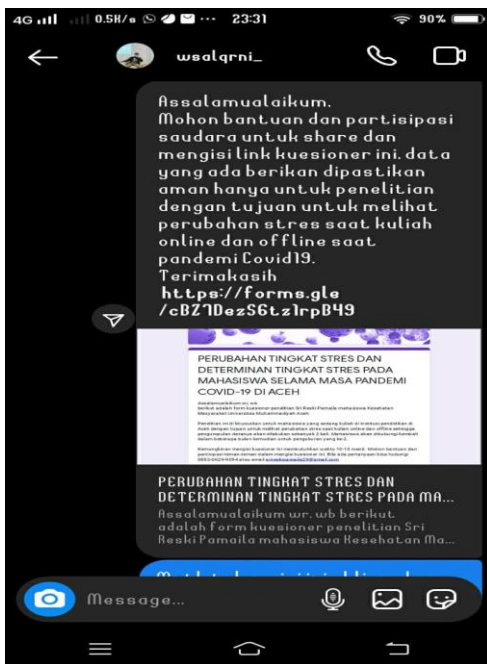 4G 0.5K/s ... 23:31 90%
wsalqrni_
Assalamualaikum,
Mohon bantuan dan partisipasi
saudara untuk share dan
mengisi link kuesioner ini. data
yang ada berikan dipastikan
aman hanya untuk penelitian
dengan tujuan untuk melihat
perubahan stres saat kuliah
online dan offline saat
pandemi Covid19.
Terimakasih
https://forms.gle
PERUBAHAN TINGKAT STRES DAN
DETERMINAN TINGKAT STRES PADA
MAHASISWA SELAMA MASA PANDEMI
COVID-19 DI ACEH
Assalamualaikum wr, wb
PERUBAHAN TINGKAT STRES DAN
DETERMINAN TINGKAT STRES PADA MA...
Assalamualaikum wr. wb berikut
adalah form kuesioner penelitian Sri
Reski Pamaila mahasiswa Kesehatan Ma...
Message...